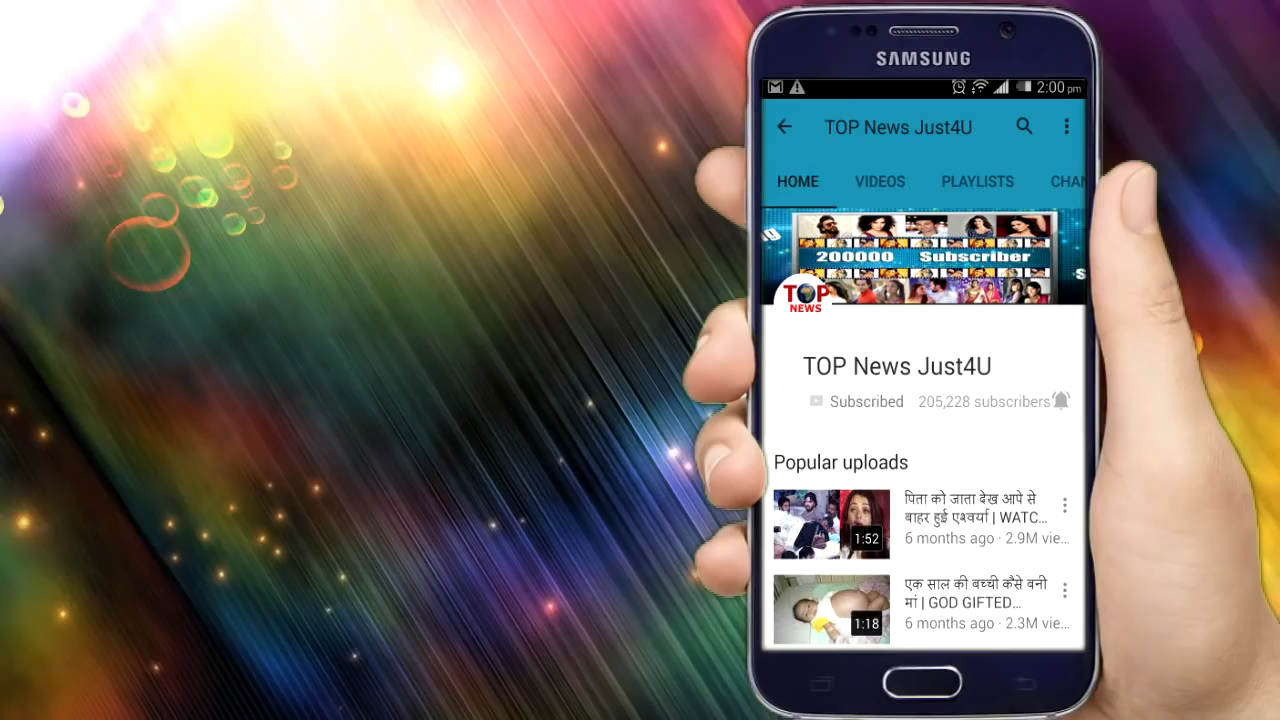 SAMSUNG
2:00 pm
TOP News Just4U
HOME VIDEOS PLAYLISTS CHAN
200000 Subscriber
TOP
NEWS
TOP News Just4U
Subscribed 205,228 subscribers
Popular uploads
पिता को जाता देख आपे से
बाहर हुई एश्वर्या | WATC...
6 months ago · 2.9M vie...
1:52
एक साल की बच्ची कैसे बनी
मां | GOD GIFTED...
6 months ago · 2.3M vie...
1:18